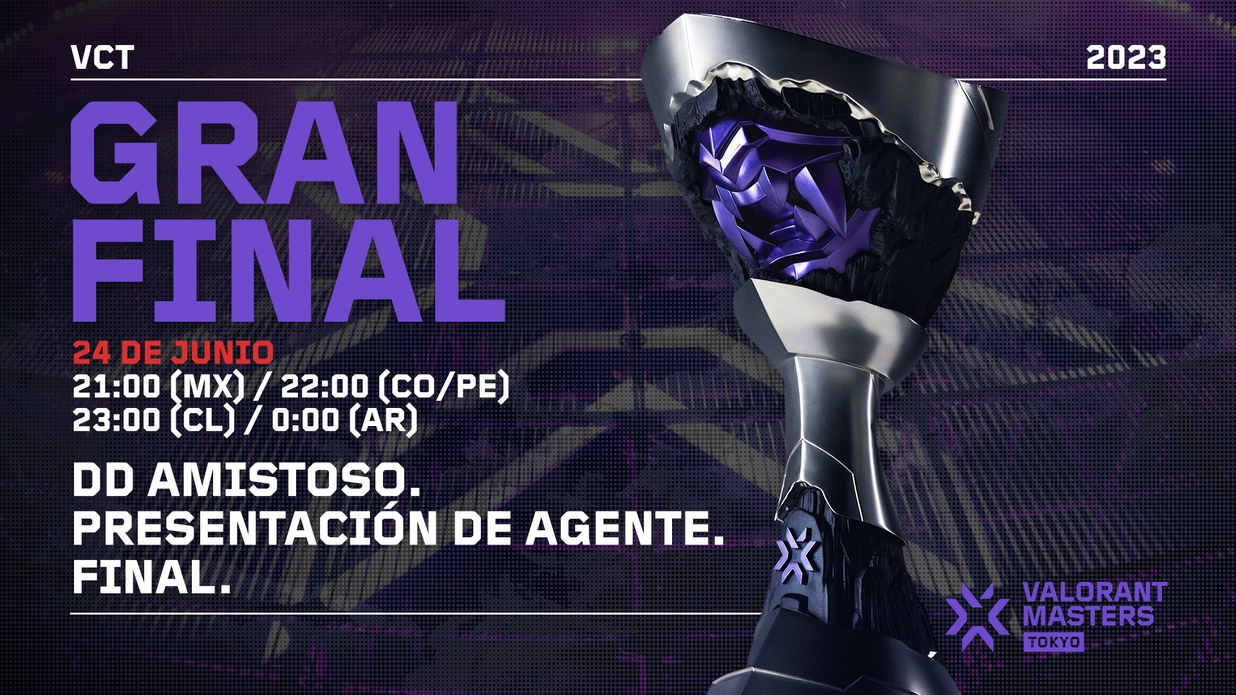 VCT
2023
GRAN
FINAL
24 DE JUNIO
21:00 (MX) / 22:00 (CO/PE)
23:00 (CL) / 0:00 (AR)
DD AMISTOSO.
PRESENTACIÓN DE AGENTE.
FINAL.
VALORANT
MASTERS
TOKYO